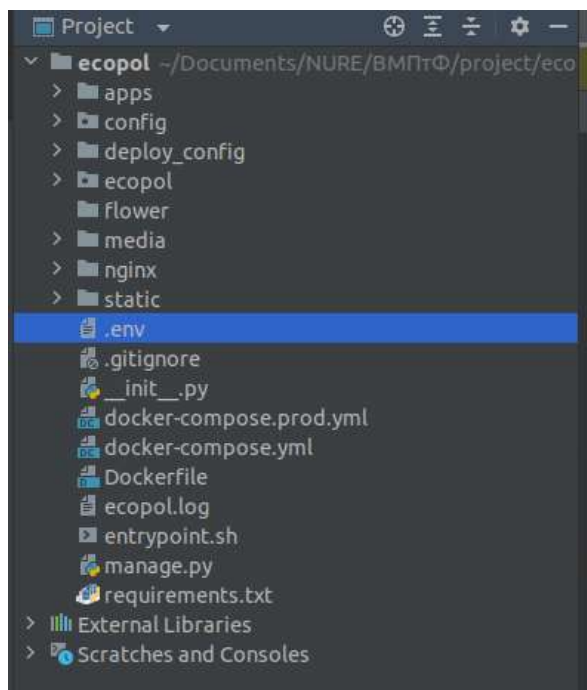 Project
ecopol ~/Documents/NURE/ВМПтФ/project/eco
apps
config
deploy_config
ecopol
flower
media
nginx
static
.env
.gitignore
__init__.py
docker-compose.prod.yml
docker-compose.yml
Dockerfile
ecopol.log
entrypoint.sh
manage.py
requirements.txt
External Libraries
Scratches and Consoles